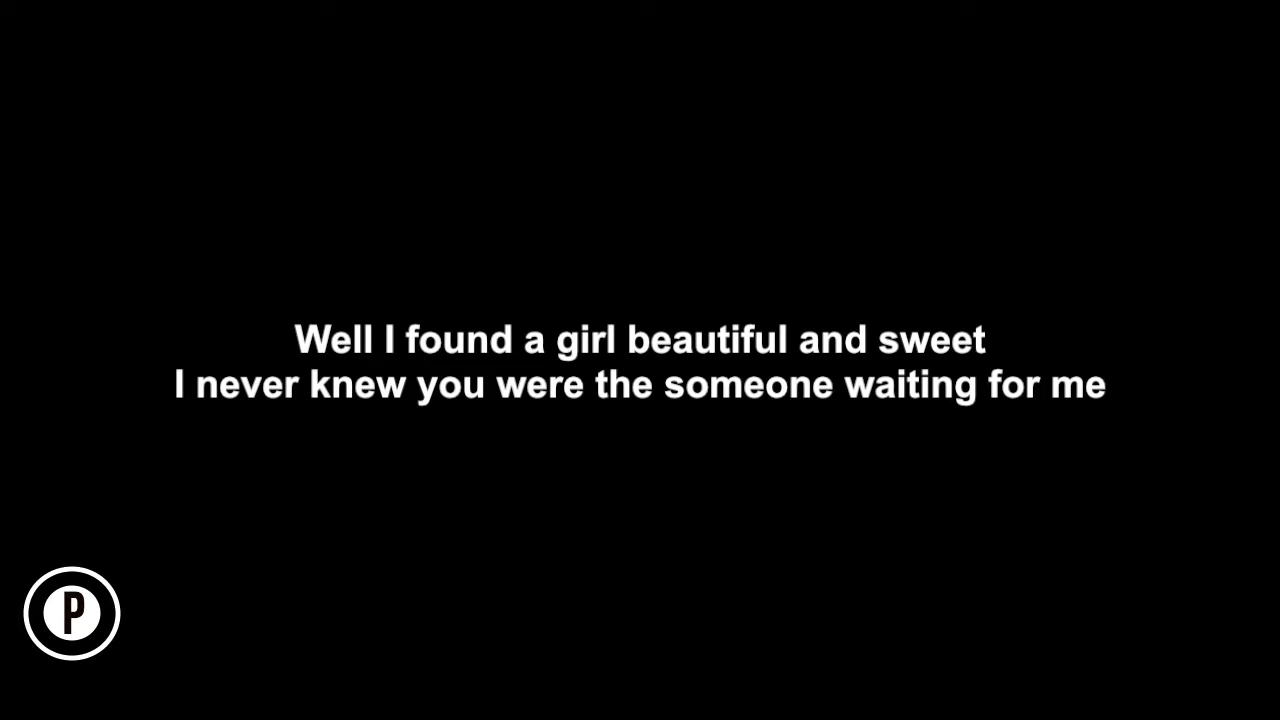 Well I found a girl beautiful and sweet
I never knew you were the someone waiting for me
P